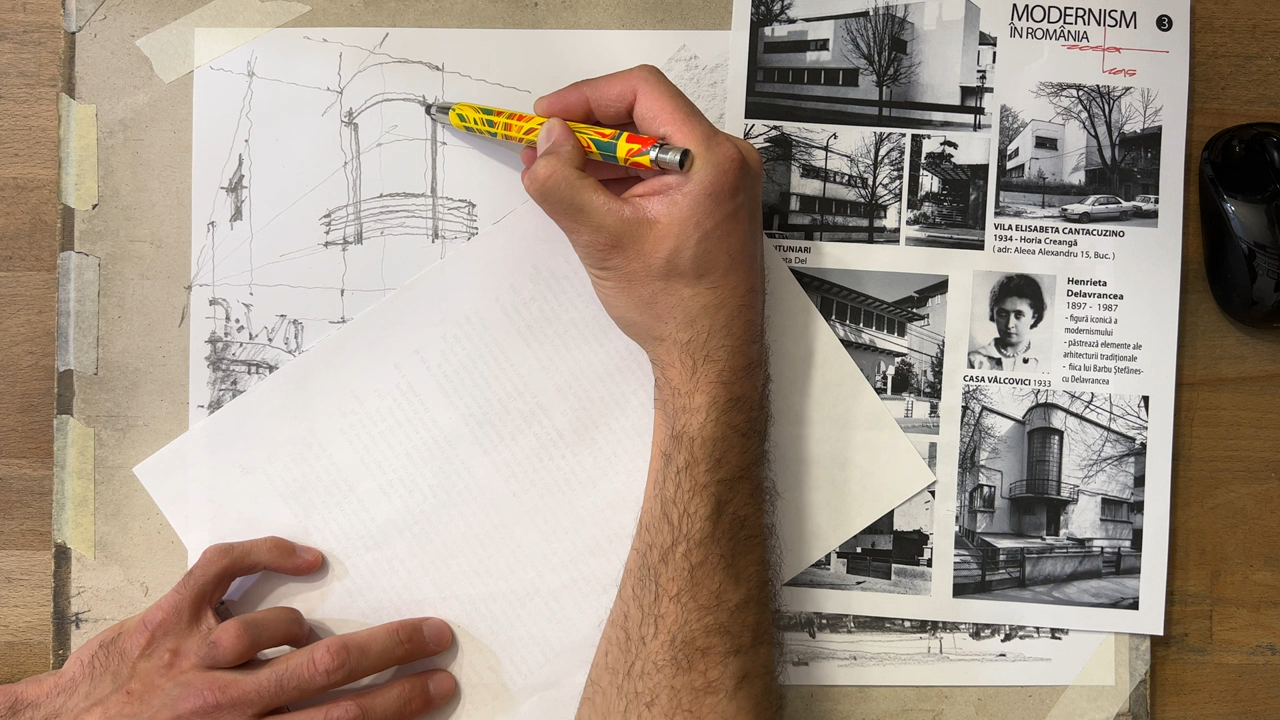 MODERNISM
ÎN ROMÂNIA
3
VILA ELISABETA CANTACUZINO
1934 - Horia Creangă
( adr: Aleea Alexandru 15, Buc. )
Henrieta
Delavrancea
1897 - 1987
- figură iconică a
modernismului
- păstrează elemente ale
arhitecturii tradiționale
- fiica lui Barbu Ștefănes-
cu Delavrancea
CASA VÂLCOVICI 1933